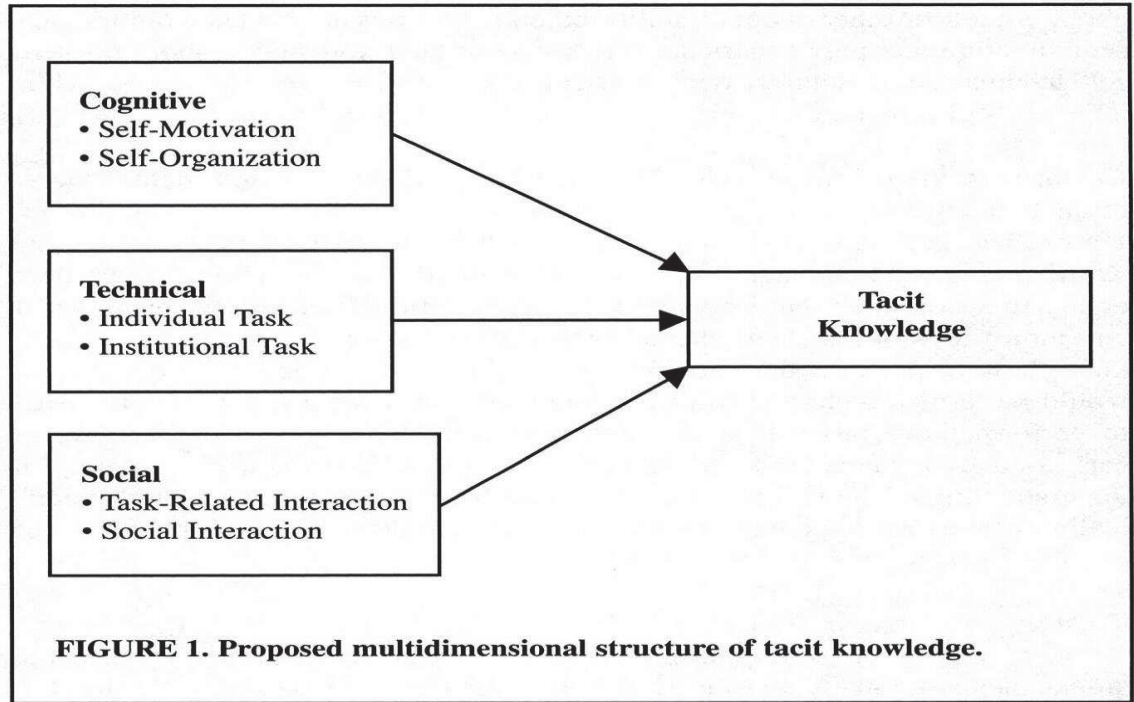 Cognitive
• Self-Motivation
• Self-Organization
Technical
• Individual Task
• Institutional Task
Social
• Task-Related Interaction
• Social Interaction
Tacit
Knowledge
FIGURE 1. Proposed multidimensional structure of tacit knowledge.